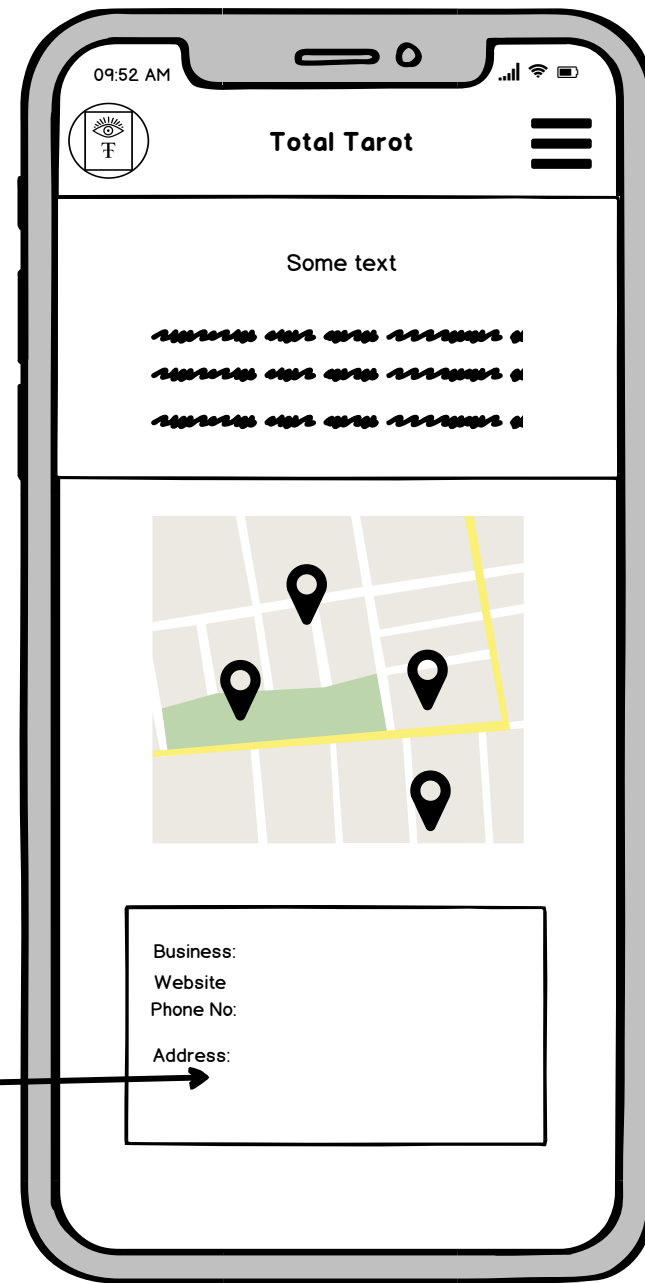 09:52 AM
Ŧ
Total Tarot
Some text
Business:
Website
Phone No:
Address: